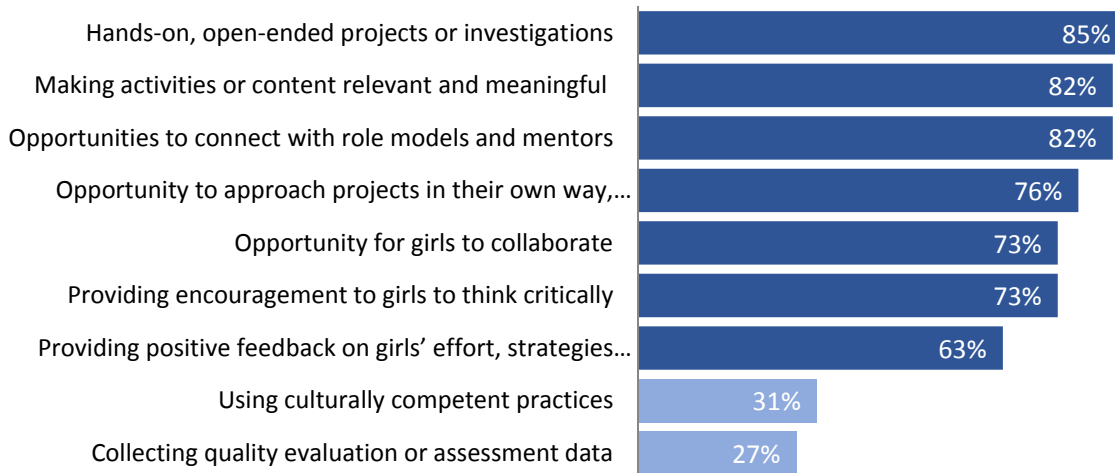 Hands-on, open-ended projects or investigations 85%
Making activities or content relevant and meaningful 82%
Opportunities to connect with role models and mentors 82%
Opportunity to approach projects in their own way,... 76%
Opportunity for girls to collaborate 73%
Providing encouragement to girls to think critically 73%
Providing positive feedback on girls’ effort, strategies... 63%
Using culturally competent practices 31%
Collecting quality evaluation or assessment data 27%